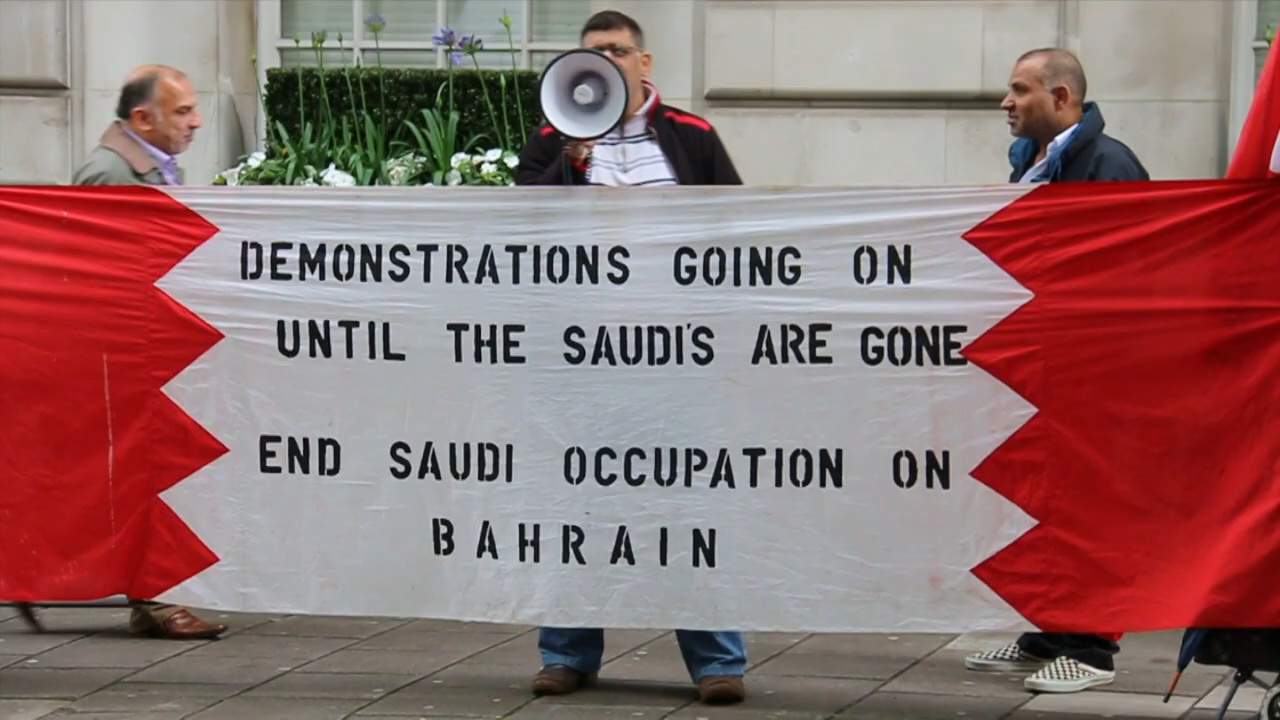 DEMONSTRATIONS GOING ON
UNTIL THE SAUDI'S ARE GONE
END SAUDI OCCUPATION ON
BAHRAIN